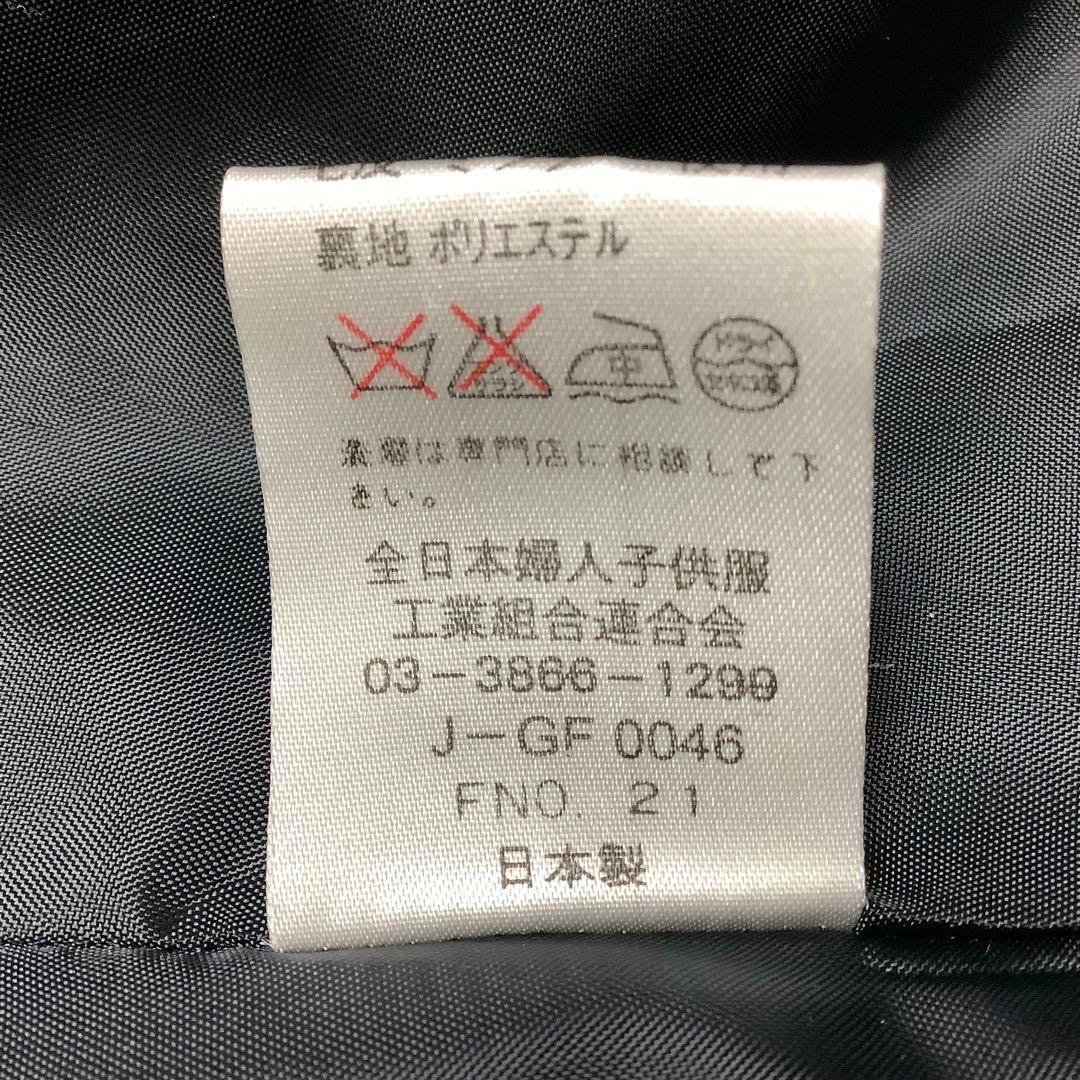 裏地 ポリエステル
中 ドライ
洗濯は専門店に相談して下
さい。
全日本婦人子供服
工業組合連合会
03-3866-1299
J-GF 0046
FNO. 21
日本製